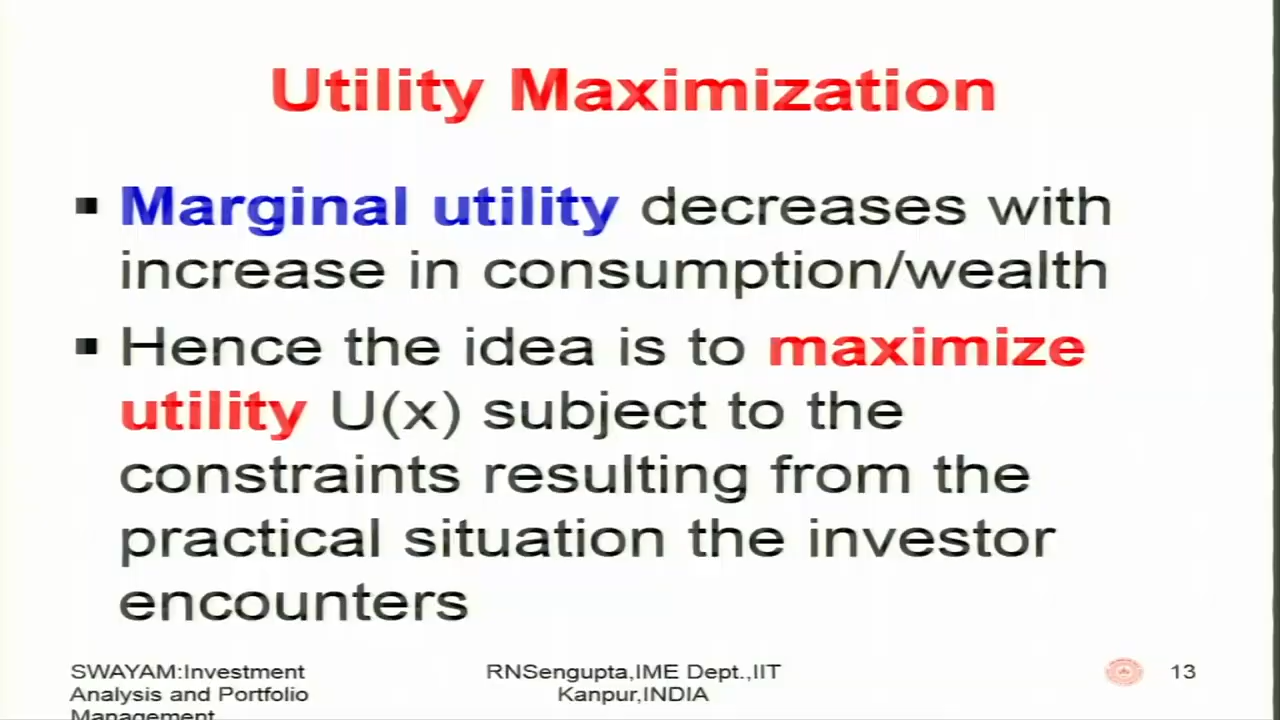 Utility Maximization
▪ Marginal utility decreases with
increase in consumption/wealth
▪ Hence the idea is to maximize
utility U(x) subject to the
constraints resulting from the
practical situation the investor
encounters
SWAYAM:Investment
Analysis and Portfolio
Management
RNSengupta,IME Dept.,IIT
Kanpur,INDIA
13